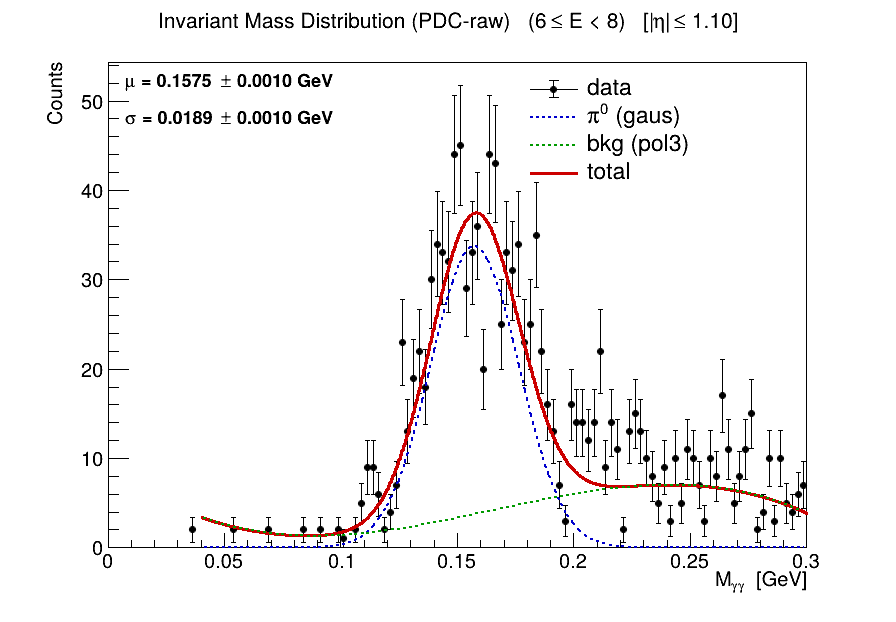 Invariant Mass Distribution (PDC-raw) (6 ≤ E < 8) [|η| ≤ 1.10]
Counts
μ = 0.1575 ± 0.0010 GeV
σ = 0.0189 ± 0.0010 GeV
data
π⁰ (gaus)
bkg (pol3)
total
50
40
30
20
10
0
0 0.05 0.1 0.15 0.2 0.25 0.3
Mγγ [GeV]